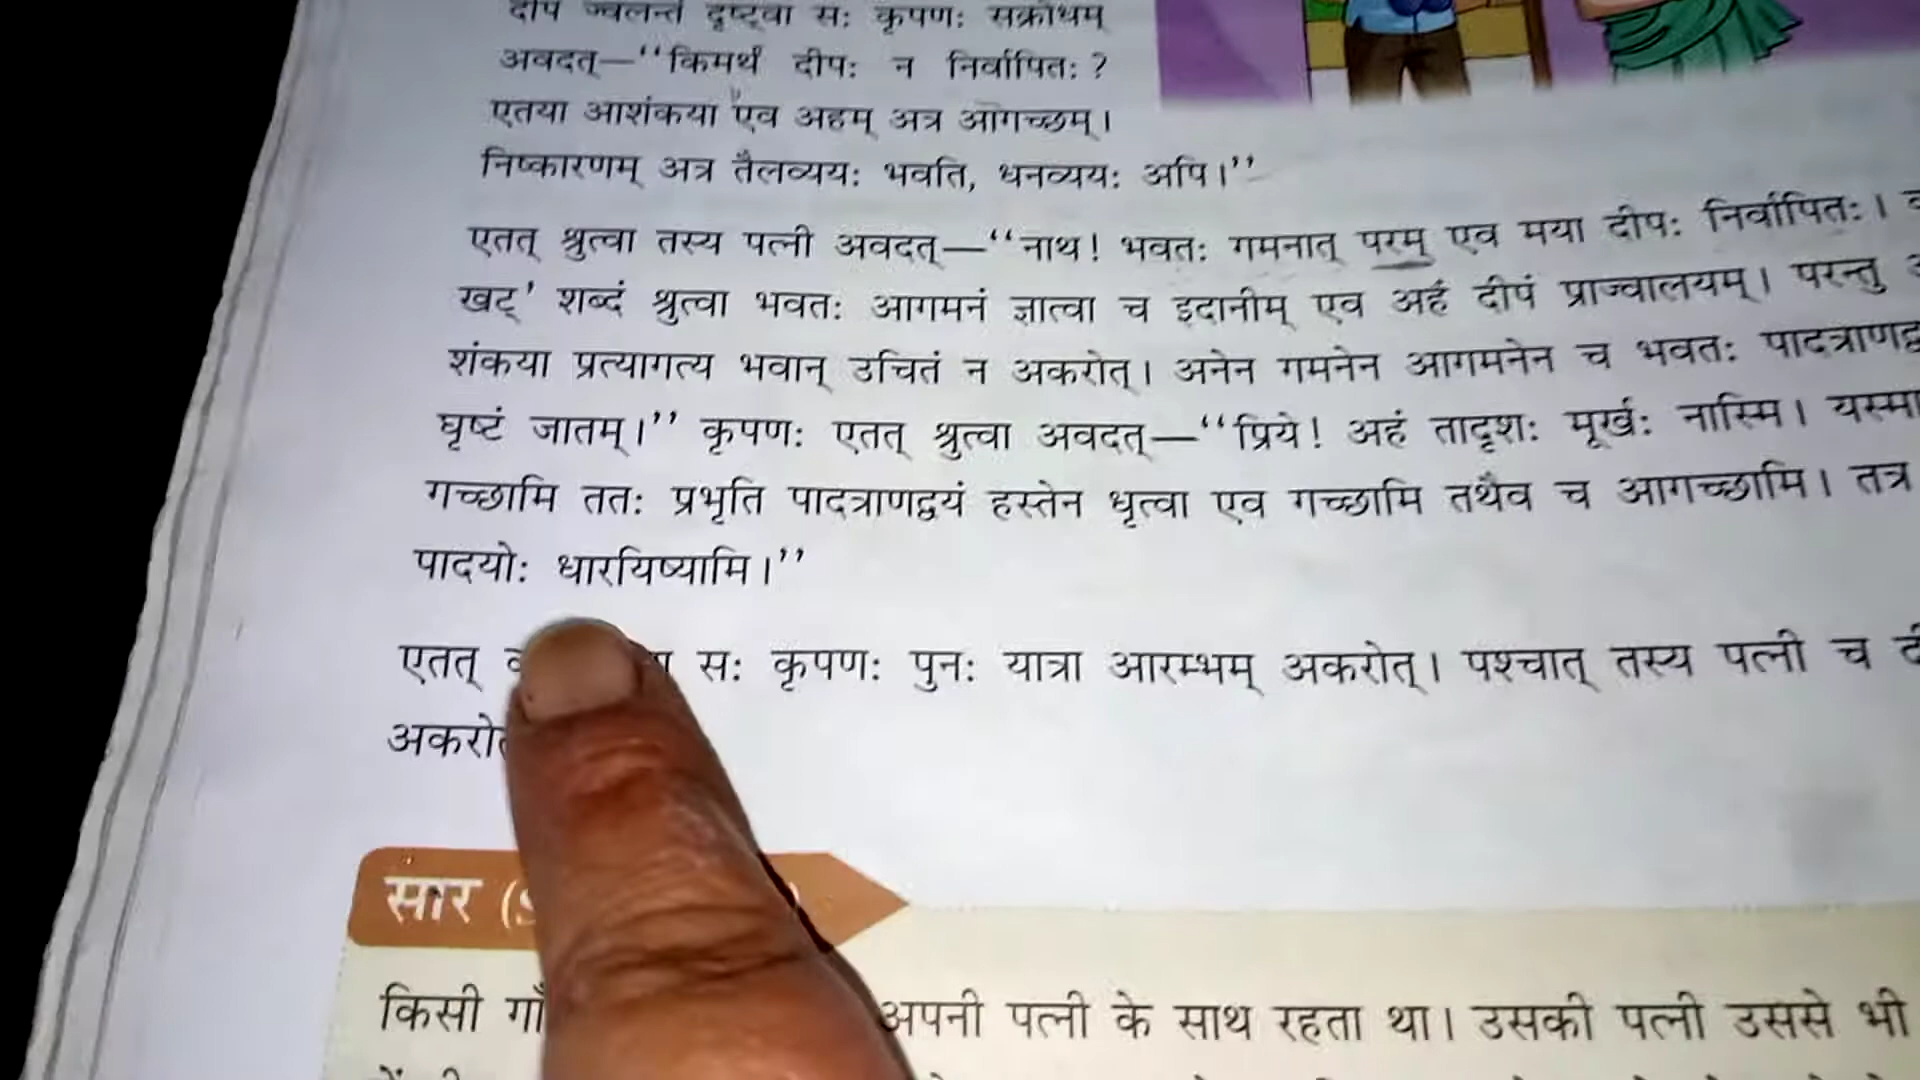 दीपं ज्वलन्तं दृष्ट्वा सः कृपणः सक्रोधम्
अवदत्—‘‘किमर्थं दीपः न निर्वापितः ?
एतया आशंकया एव अहम् अत्र आगच्छम्।
निष्कारणम् अत्र तैलव्ययः भवति, धनव्ययः अपि।’’
एतत् श्रुत्वा तस्य पत्नी अवदत्—‘‘नाथ! भवतः गमनात् परम् एव मया दीपः निर्वापितः।
खट्’ शब्दं श्रुत्वा भवतः आगमनं ज्ञात्वा च इदानीम् एव अहं दीपं प्राज्वालयम्। परन्तु
शंकया प्रत्यागत्य भवान् उचितं न अकरोत्। अनेन गमनेन आगमनेन च भवतः
घृष्टं जातम्।’’ कृपणः एतत् श्रुत्वा अवदत्—‘‘प्रिये! अहं तादृशः मूर्खः नास्मि।
गच्छामि ततः प्रभृति पादत्राणद्वयं हस्तेन धृत्वा एव गच्छामि तथैव च आगच्छामि। तत्र
पादयोः धारयिष्यामि।’’
एतत् सः कृपणः पुनः यात्रा आरम्भम् अकरोत्। पश्चात् तस्य पत्नी च
सार
किसी अपनी पत्नी के साथ रहता था। उसकी पत्नी उससे भी